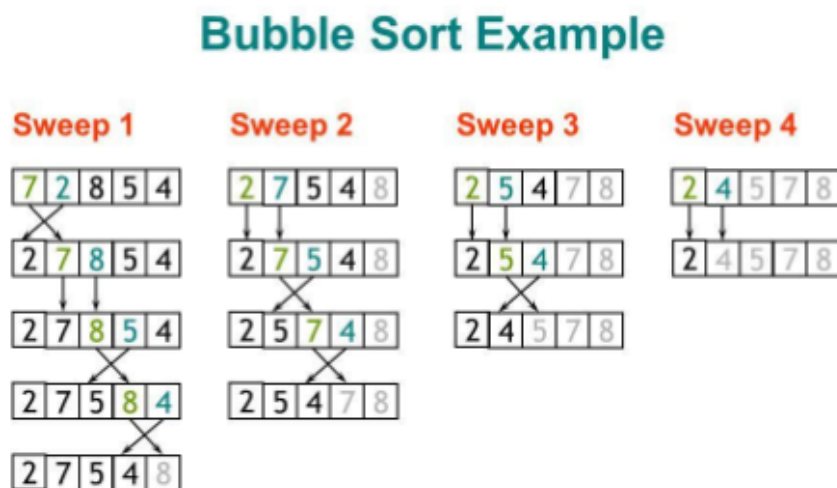 Bubble Sort Example
Sweep 1
7 2 8 5 4
2 7 8 5 4
2 7 8 5 4
2 7 5 8 4
2 7 5 4 8
Sweep 2
2 7 5 4 8
2 7 5 4 8
2 5 7 4 8
2 5 4 7 8
Sweep 3
2 5 4 7 8
2 5 4 7 8
2 4 5 7 8
Sweep 4
2 4 5 7 8
2 4 5 7 8